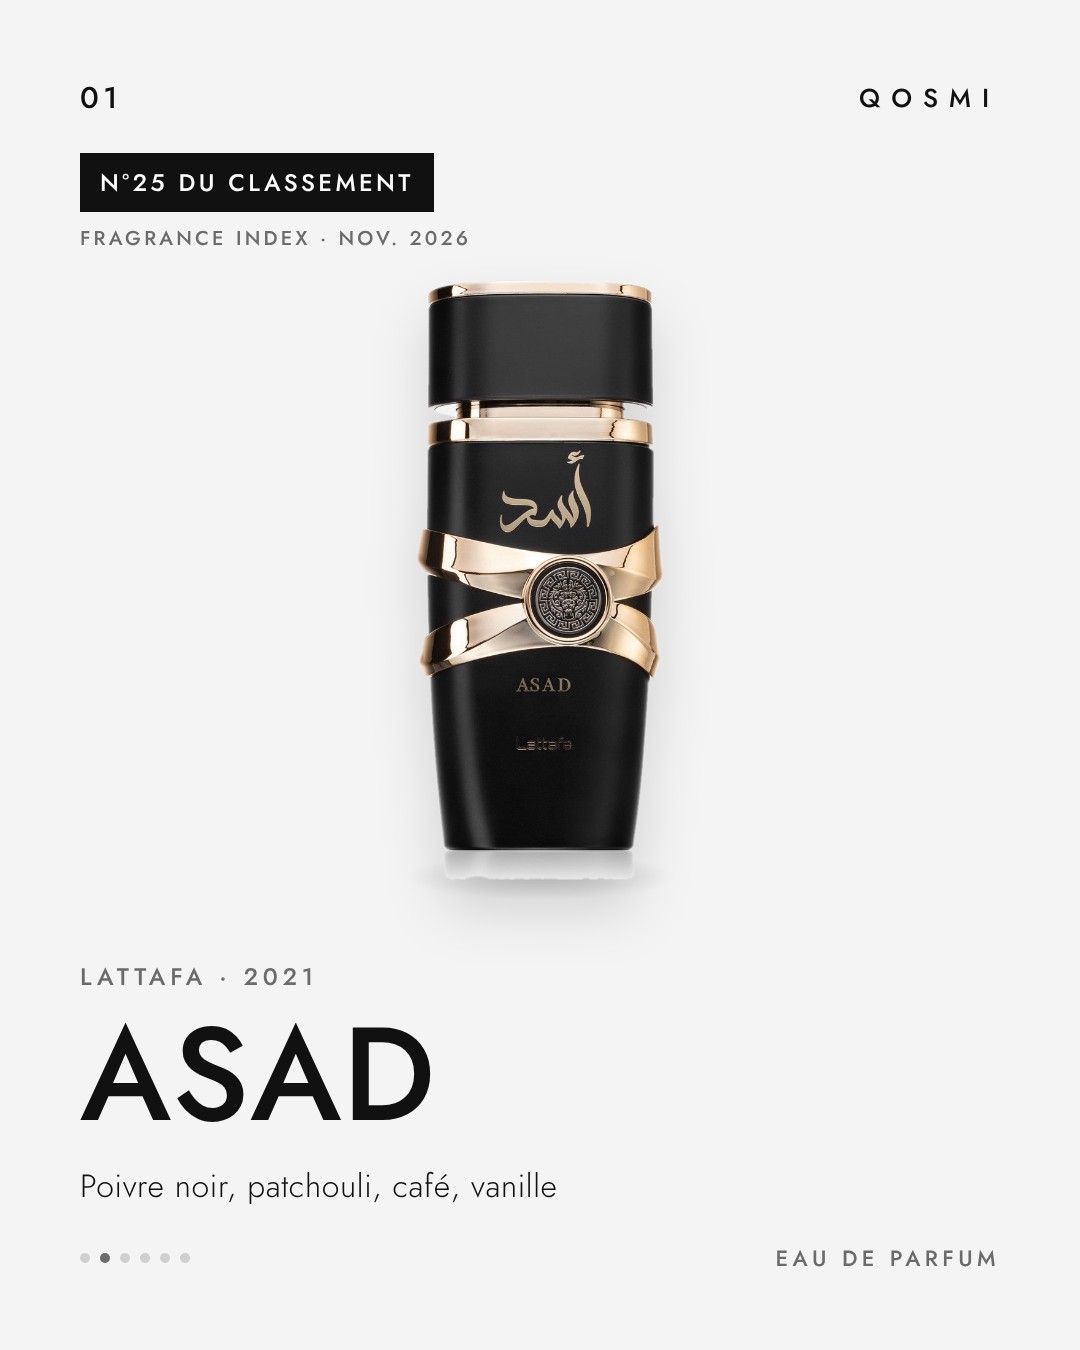 01
QOSMI
N°25 DU CLASSEMENT
FRAGRANCE INDEX · NOV. 2026
أسد
ASAD
Lattafa
LATTAFA · 2021
ASAD
Poivre noir, patchouli, café, vanille
EAU DE PARFUM